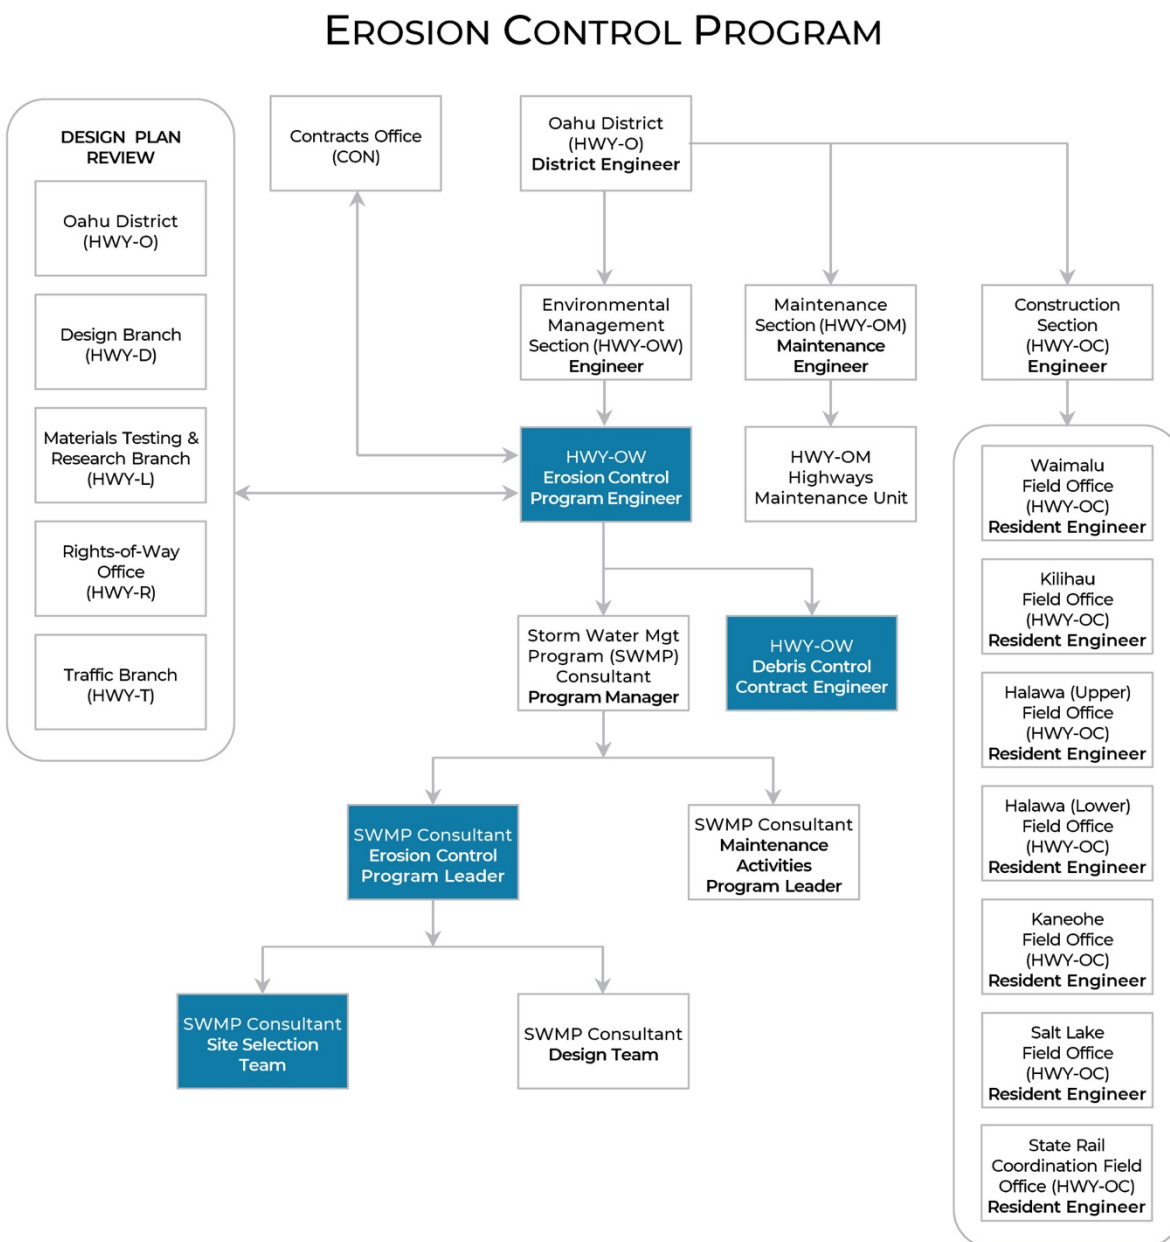 EROSION CONTROL PROGRAM
DESIGN PLAN
REVIEW
Oahu District
(HWY-O)
Design Branch
(HWY-D)
Materials Testing &
Research Branch
(HWY-L)
Rights-of-Way
Office
(HWY-R)
Traffic Branch
(HWY-T)
Contracts Office
(CON)
Oahu District
(HWY-O)
District Engineer
Environmental
Management
Section (HWY-OW)
Engineer
Maintenance
Section (HWY-OM)
Maintenance
Engineer
Construction
Section
(HWY-OC)
Engineer
HWY-OW
Erosion Control
Program Engineer
HWY-OM
Highways
Maintenance Unit
Storm Water Mgt
Program (SWMP)
Consultant
Program Manager
HWY-OW
Debris Control
Contract Engineer
SWMP Consultant
Erosion Control
Program Leader
SWMP Consultant
Maintenance
Activities
Program Leader
SWMP Consultant
Site Selection
Team
SWMP Consultant
Design Team
Waimalu
Field Office
(HWY-OC)
Resident Engineer
Kilihau
Field Office
(HWY-OC)
Resident Engineer
Halawa (Upper)
Field Office
(HWY-OC)
Resident Engineer
Halawa (Lower)
Field Office
(HWY-OC)
Resident Engineer
Kaneohe
Field Office
(HWY-OC)
Resident Engineer
Salt Lake
Field Office
(HWY-OC)
Resident Engineer
State Rail
Coordination Field
Office (HWY-OC)
Resident Engineer